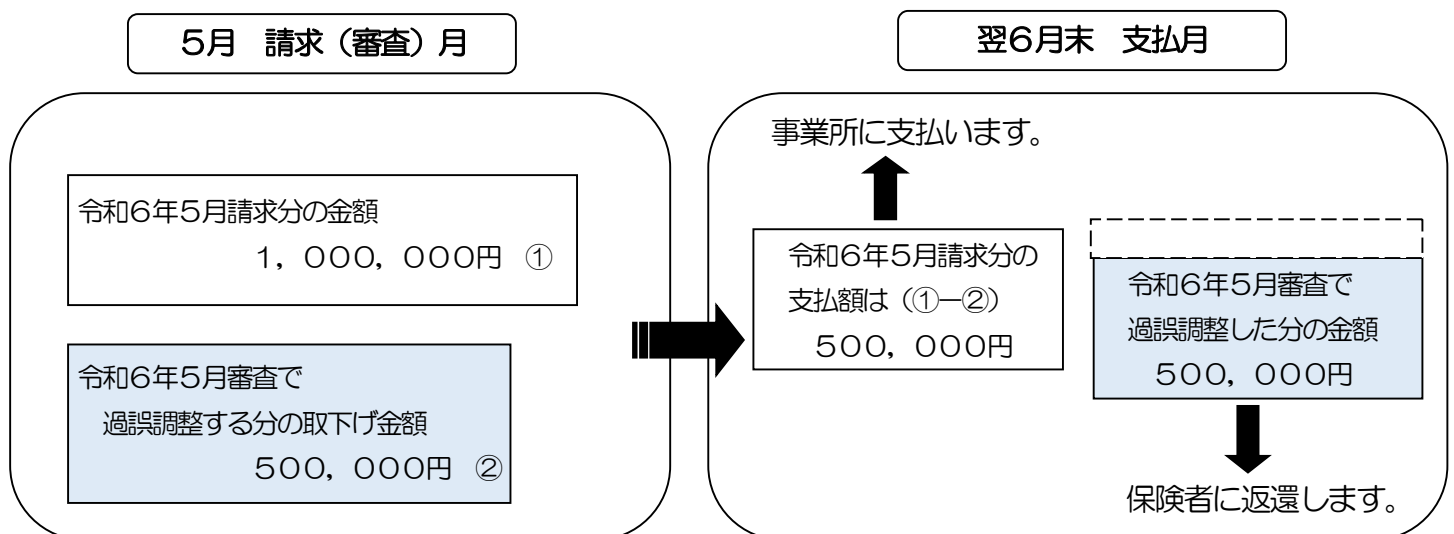 5月　請求（審査）月
令和６年５月請求分の金額
１，０００，０００円　①
令和６年５月審査で
過誤調整する分の取下げ金額
５００，０００円　②
翌６月末　支払月
事業所に支払います。
令和６年５月請求分の
支払額は（①ー②）
５００，０００円
令和６年５月審査で
過誤調整した分の金額
５００，０００円
保険者に返還します。